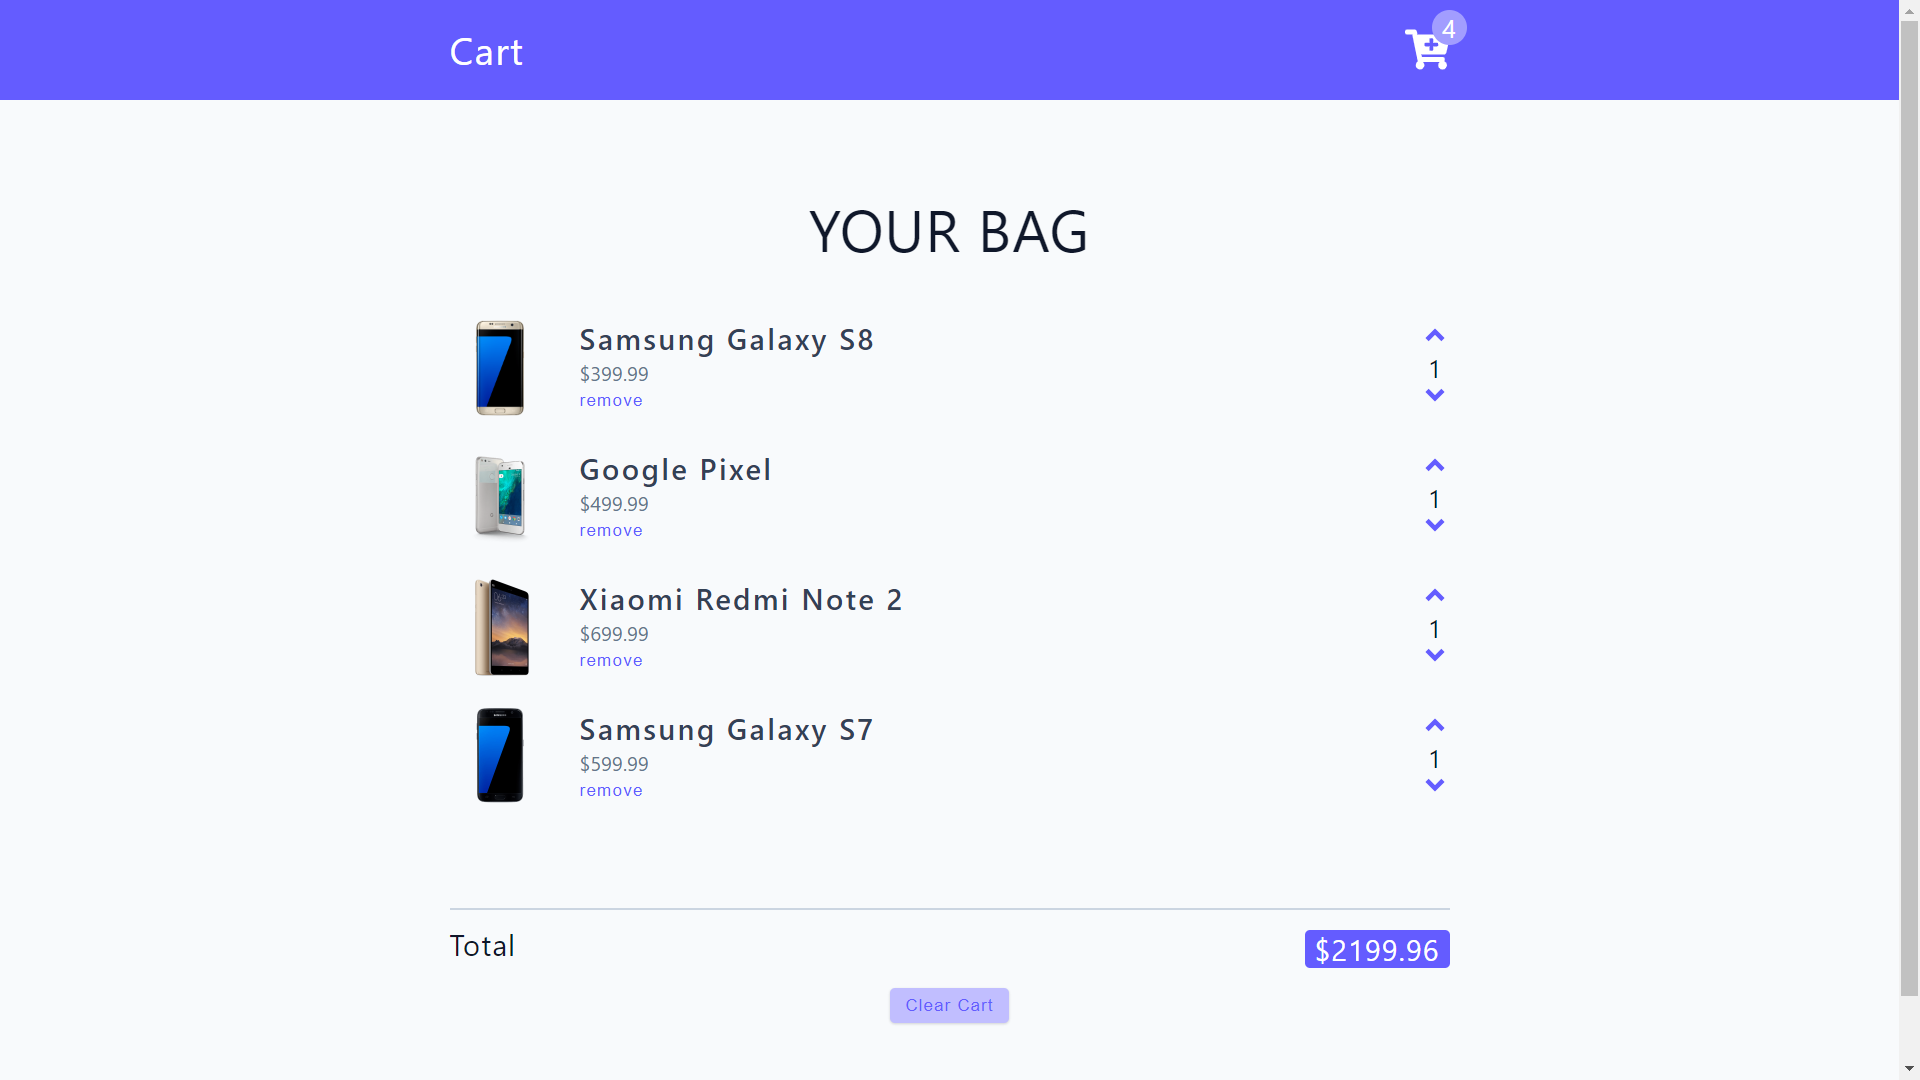 Cart
4
YOUR BAG
Samsung Galaxy S8
$399.99
remove
1
Google Pixel
$499.99
remove
1
Xiaomi Redmi Note 2
$699.99
remove
1
Samsung Galaxy S7
$599.99
remove
1
Total
$2199.96
Clear Cart